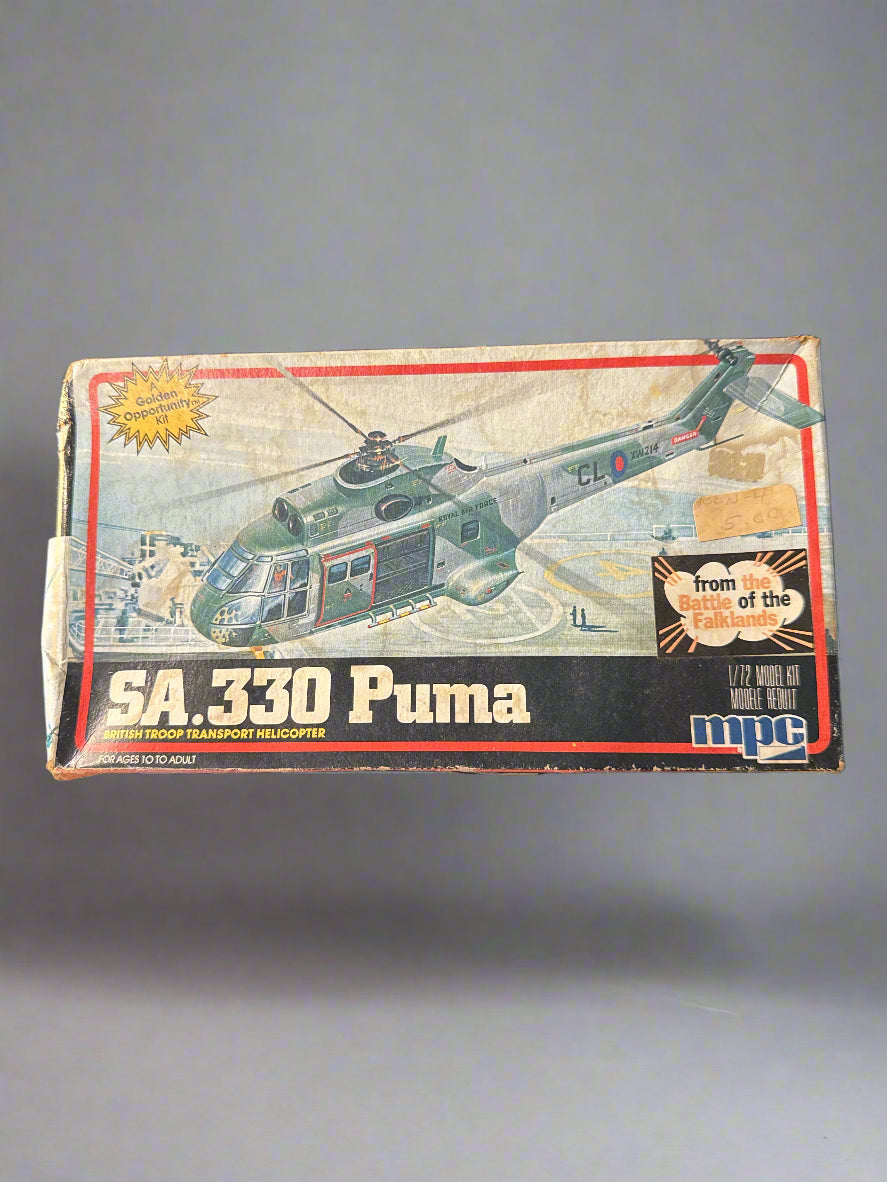 A
Golden
Opportunity™
Kit
DANGER
XW214
CL
ROYAL AIR FORCE
5.00
from the
Battle of the
Falklands
SA.330 Puma
BRITISH TROOP TRANSPORT HELICOPTER
1/72 MODEL KIT
MODELE REDUIT
mpc
FOR AGES 10 TO ADULT